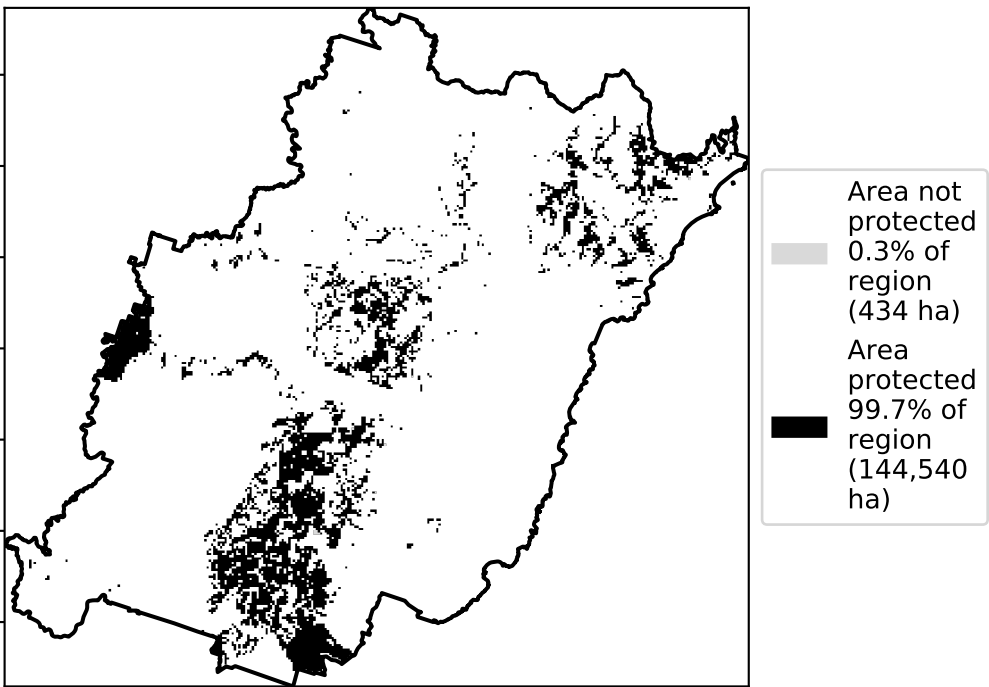 Area not
protected
0.3% of
region
(434 ha)
Area
protected
99.7% of
region
(144,540
ha)